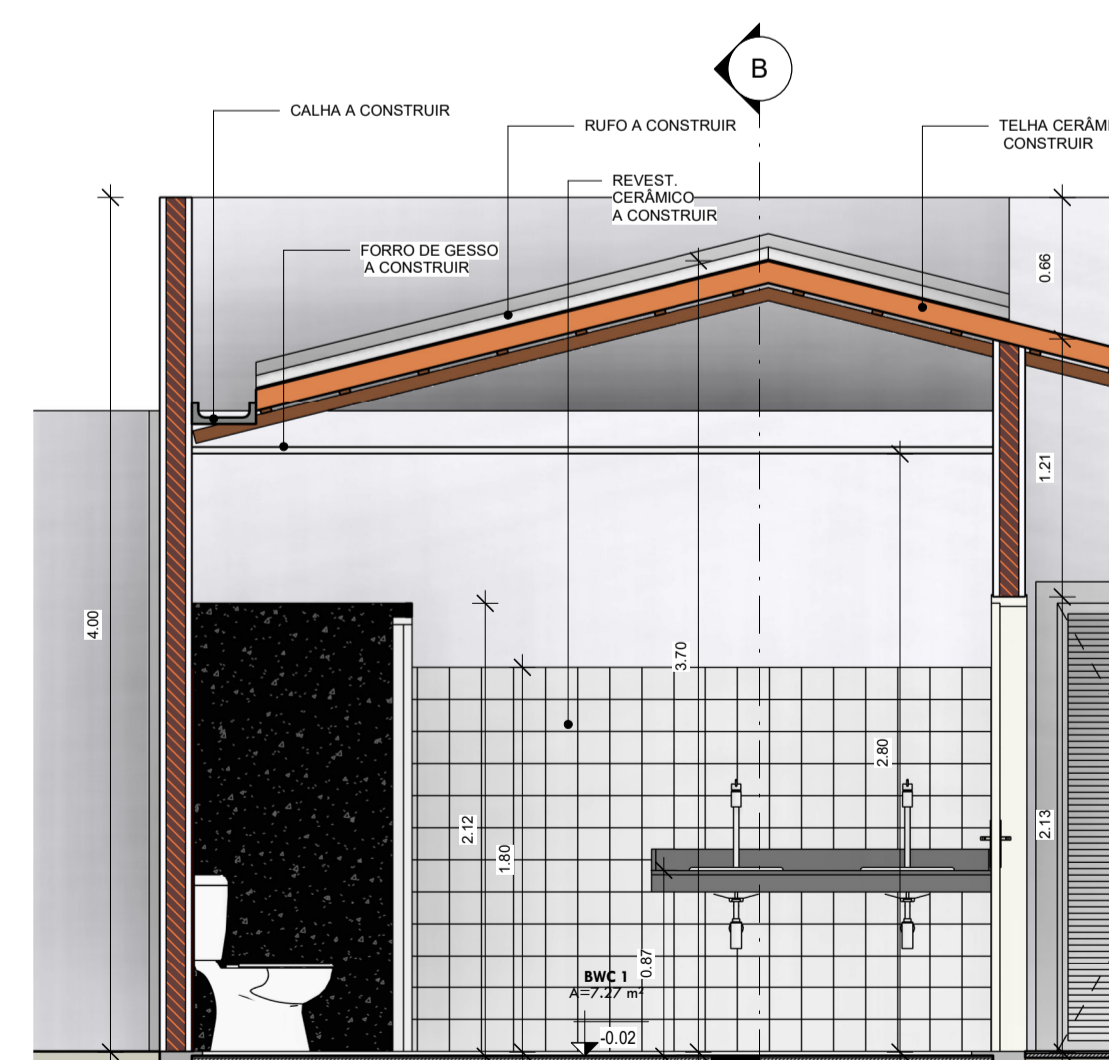 B
CALHA A CONSTRUIR
RUFO A CONSTRUIR
CONSTRUIR
TELHA
REVEST.
CERÂMICO
A CONSTRUIR
FORRO DE GESSO
A CONSTRUIR
0.66
1.21
4.00
3.70
2.80
2.12
1.80
2.13
0.87
BWC 1
A=7.27 m²
-0.02